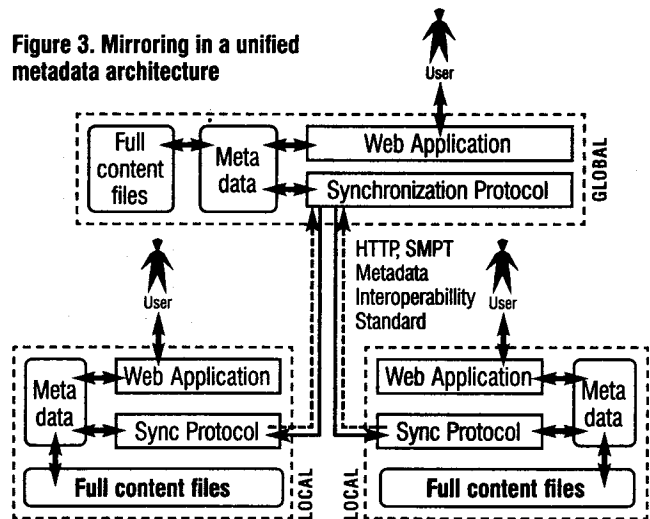 Figure 3. Mirroring in a unified
metadata architecture
User
Full
content
files
Meta
data
Web Application
Synchronization Protocol
GLOBAL
HTTP, SMPT
Metadata
Interoperabillity
Standard
User
User
Meta
data
Web Application
Sync Protocol
Full content files
LOCAL
LOCAL
Web Application
Sync Protocol
Meta
data
Full content files